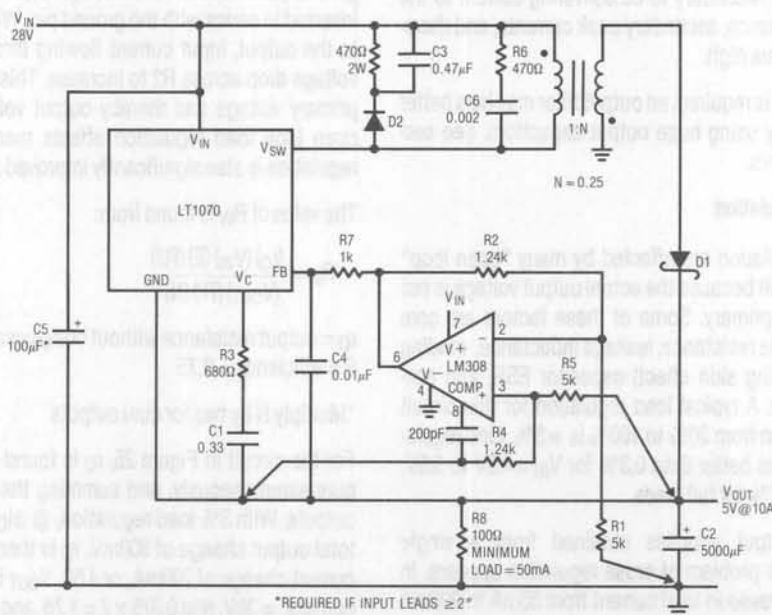 VIN
28V
470Ω
2W
C3
0.47µF
R6
470Ω
D2
C6
0.002
1:N
N = 0.25
VIN
VSW
LT1070
GND
VC
FB
R7
1k
R2
1.24k
D1
C5
100µF
+
R3
680Ω
C4
0.01µF
VIN
7
2
6
V+
LM308
V–
4
COMP
3
8
R5
5k
200pF
R4
1.24k
C1
0.33
VOUT
5V@10A
R8
100Ω
MINIMUM
LOAD = 50mA
R1
+
C2
5000µF
*REQUIRED IF INPUT LEADS ≥ 2"